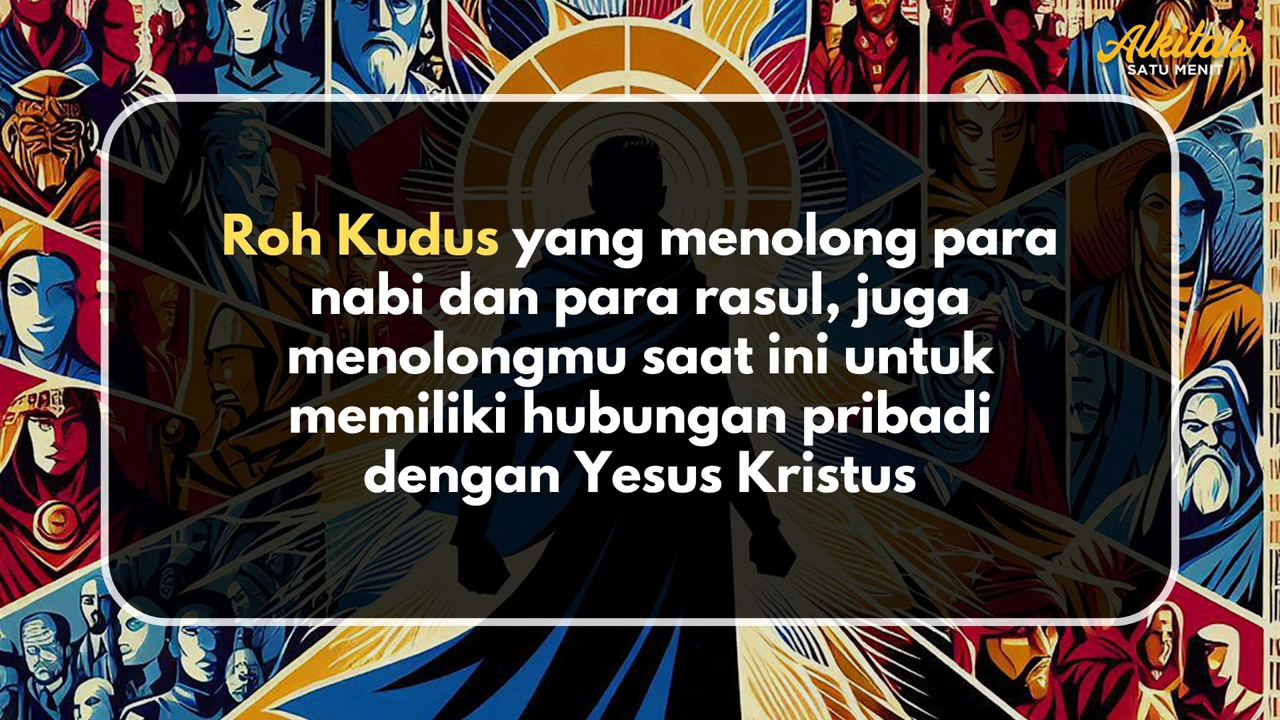 Alkitab
SATU MENIT
Roh Kudus yang menolong para
nabi dan para rasul, juga
menolongmu saat ini untuk
memiliki hubungan pribadi
dengan Yesus Kristus